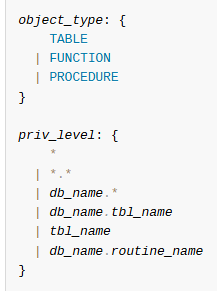 object_type: {
    TABLE
  | FUNCTION
  | PROCEDURE
}

priv_level: {
    *
  | *.*
  | db_name.*
  | db_name.tbl_name
  | tbl_name
  | db_name.routine_name
}